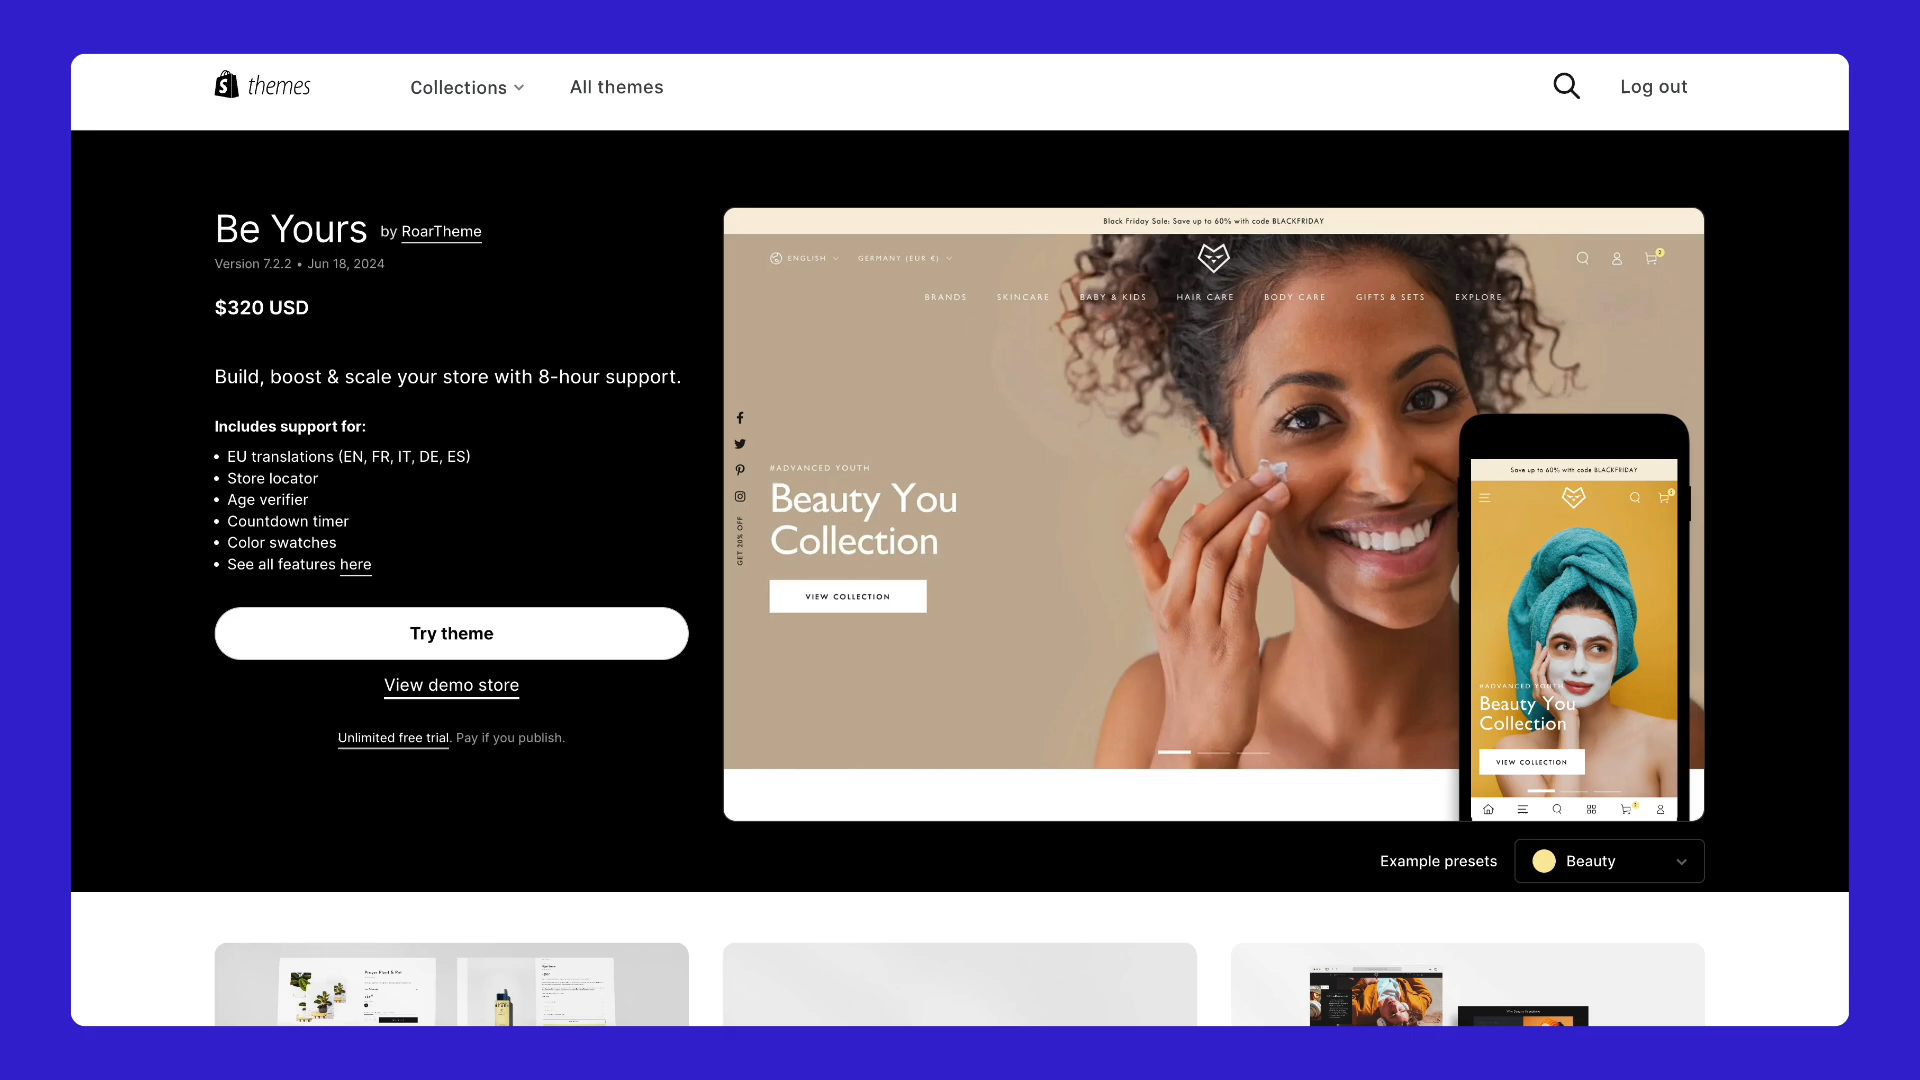 themes
Collections
All themes
Log out
Be Yours by RoarTheme
Version 7.2.2 • Jun 18, 2024
$320 USD
Build, boost & scale your store with 8-hour support.
Includes support for:
• EU translations (EN, FR, IT, DE, ES)
• Store locator
• Age verifier
• Countdown timer
• Color swatches
• See all features here
Try theme
View demo store
Unlimited free trial. Pay if you publish.
Black Friday Sale: Save up to 60% with code BLACKFRIDAY
ENGLISH
GERMANY (EUR €)
BRANDS SKINCARE BABY & KIDS HAIR CARE BODY CARE GIFTS & SETS EXPLORE
GET 20% OFF
#ADVANCED YOUTH
Beauty You
Collection
VIEW COLLECTION
Save up to 60% with code BLACKFRIDAY
#ADVANCED YOUTH
Beauty You
Collection
VIEW COLLECTION
Example presets
Beauty
Prayer Plant & Pot